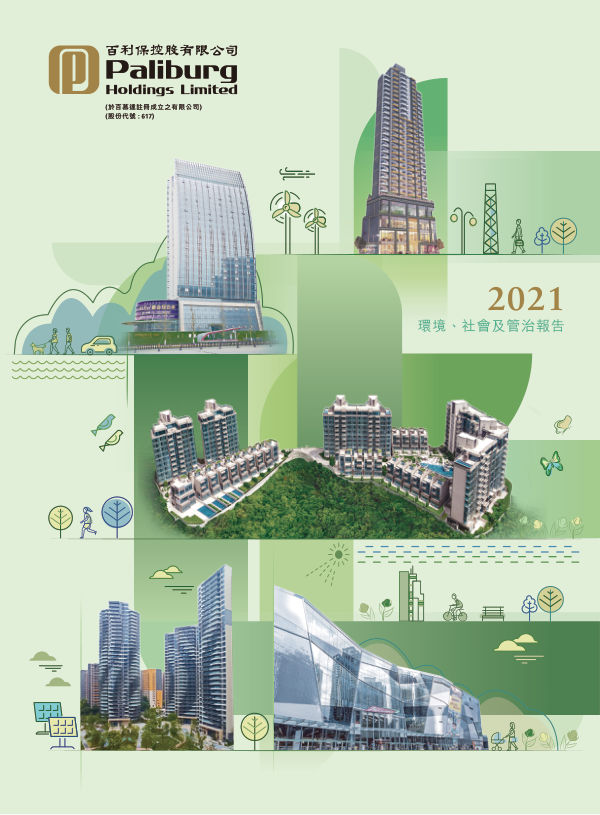 百利保控股有限公司
Paliburg
Holdings Limited
(於百慕達註冊成立之有限公司)
(股份代號 : 617)
2021
環境、社會及管治報告